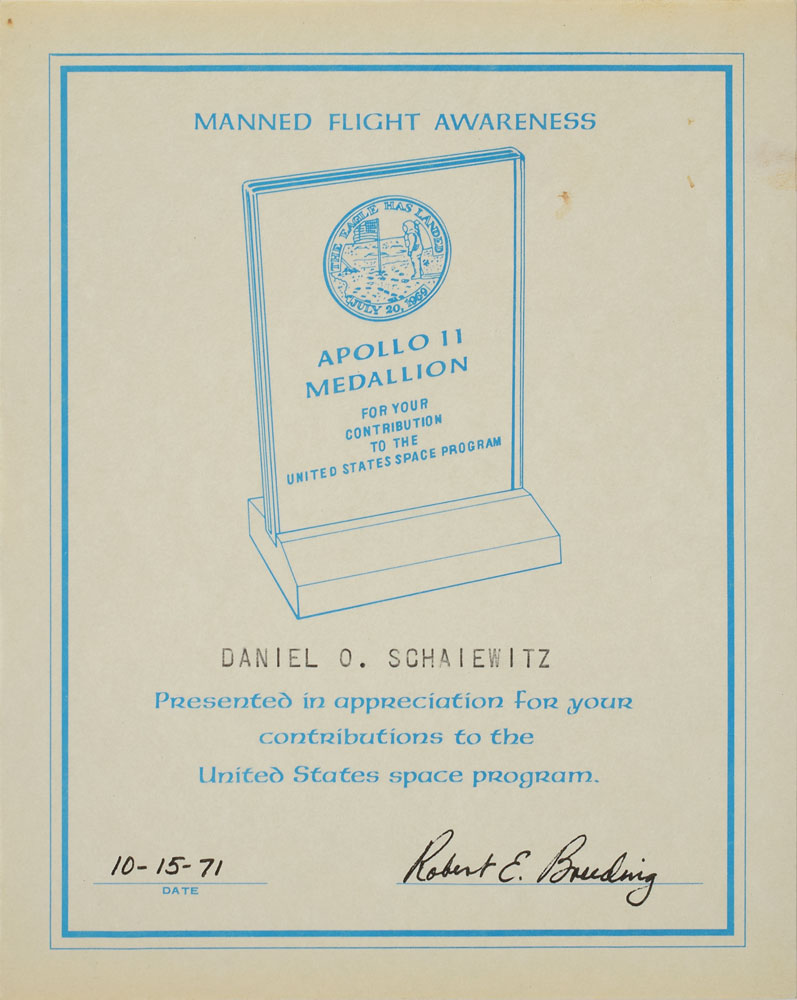 MANNED FLIGHT AWARENESS
THE EAGLE HAS LANDED
JULY 20, 1969
APOLLO 11
MEDALLION
FOR YOUR
CONTRIBUTION
TO THE
UNITED STATES SPACE PROGRAM
DANIEL O. SCHAIEWITZ
Presented in appreciation for your
contributions to the
United States space program.
10-15-71
Robert E. Breeding
DATE